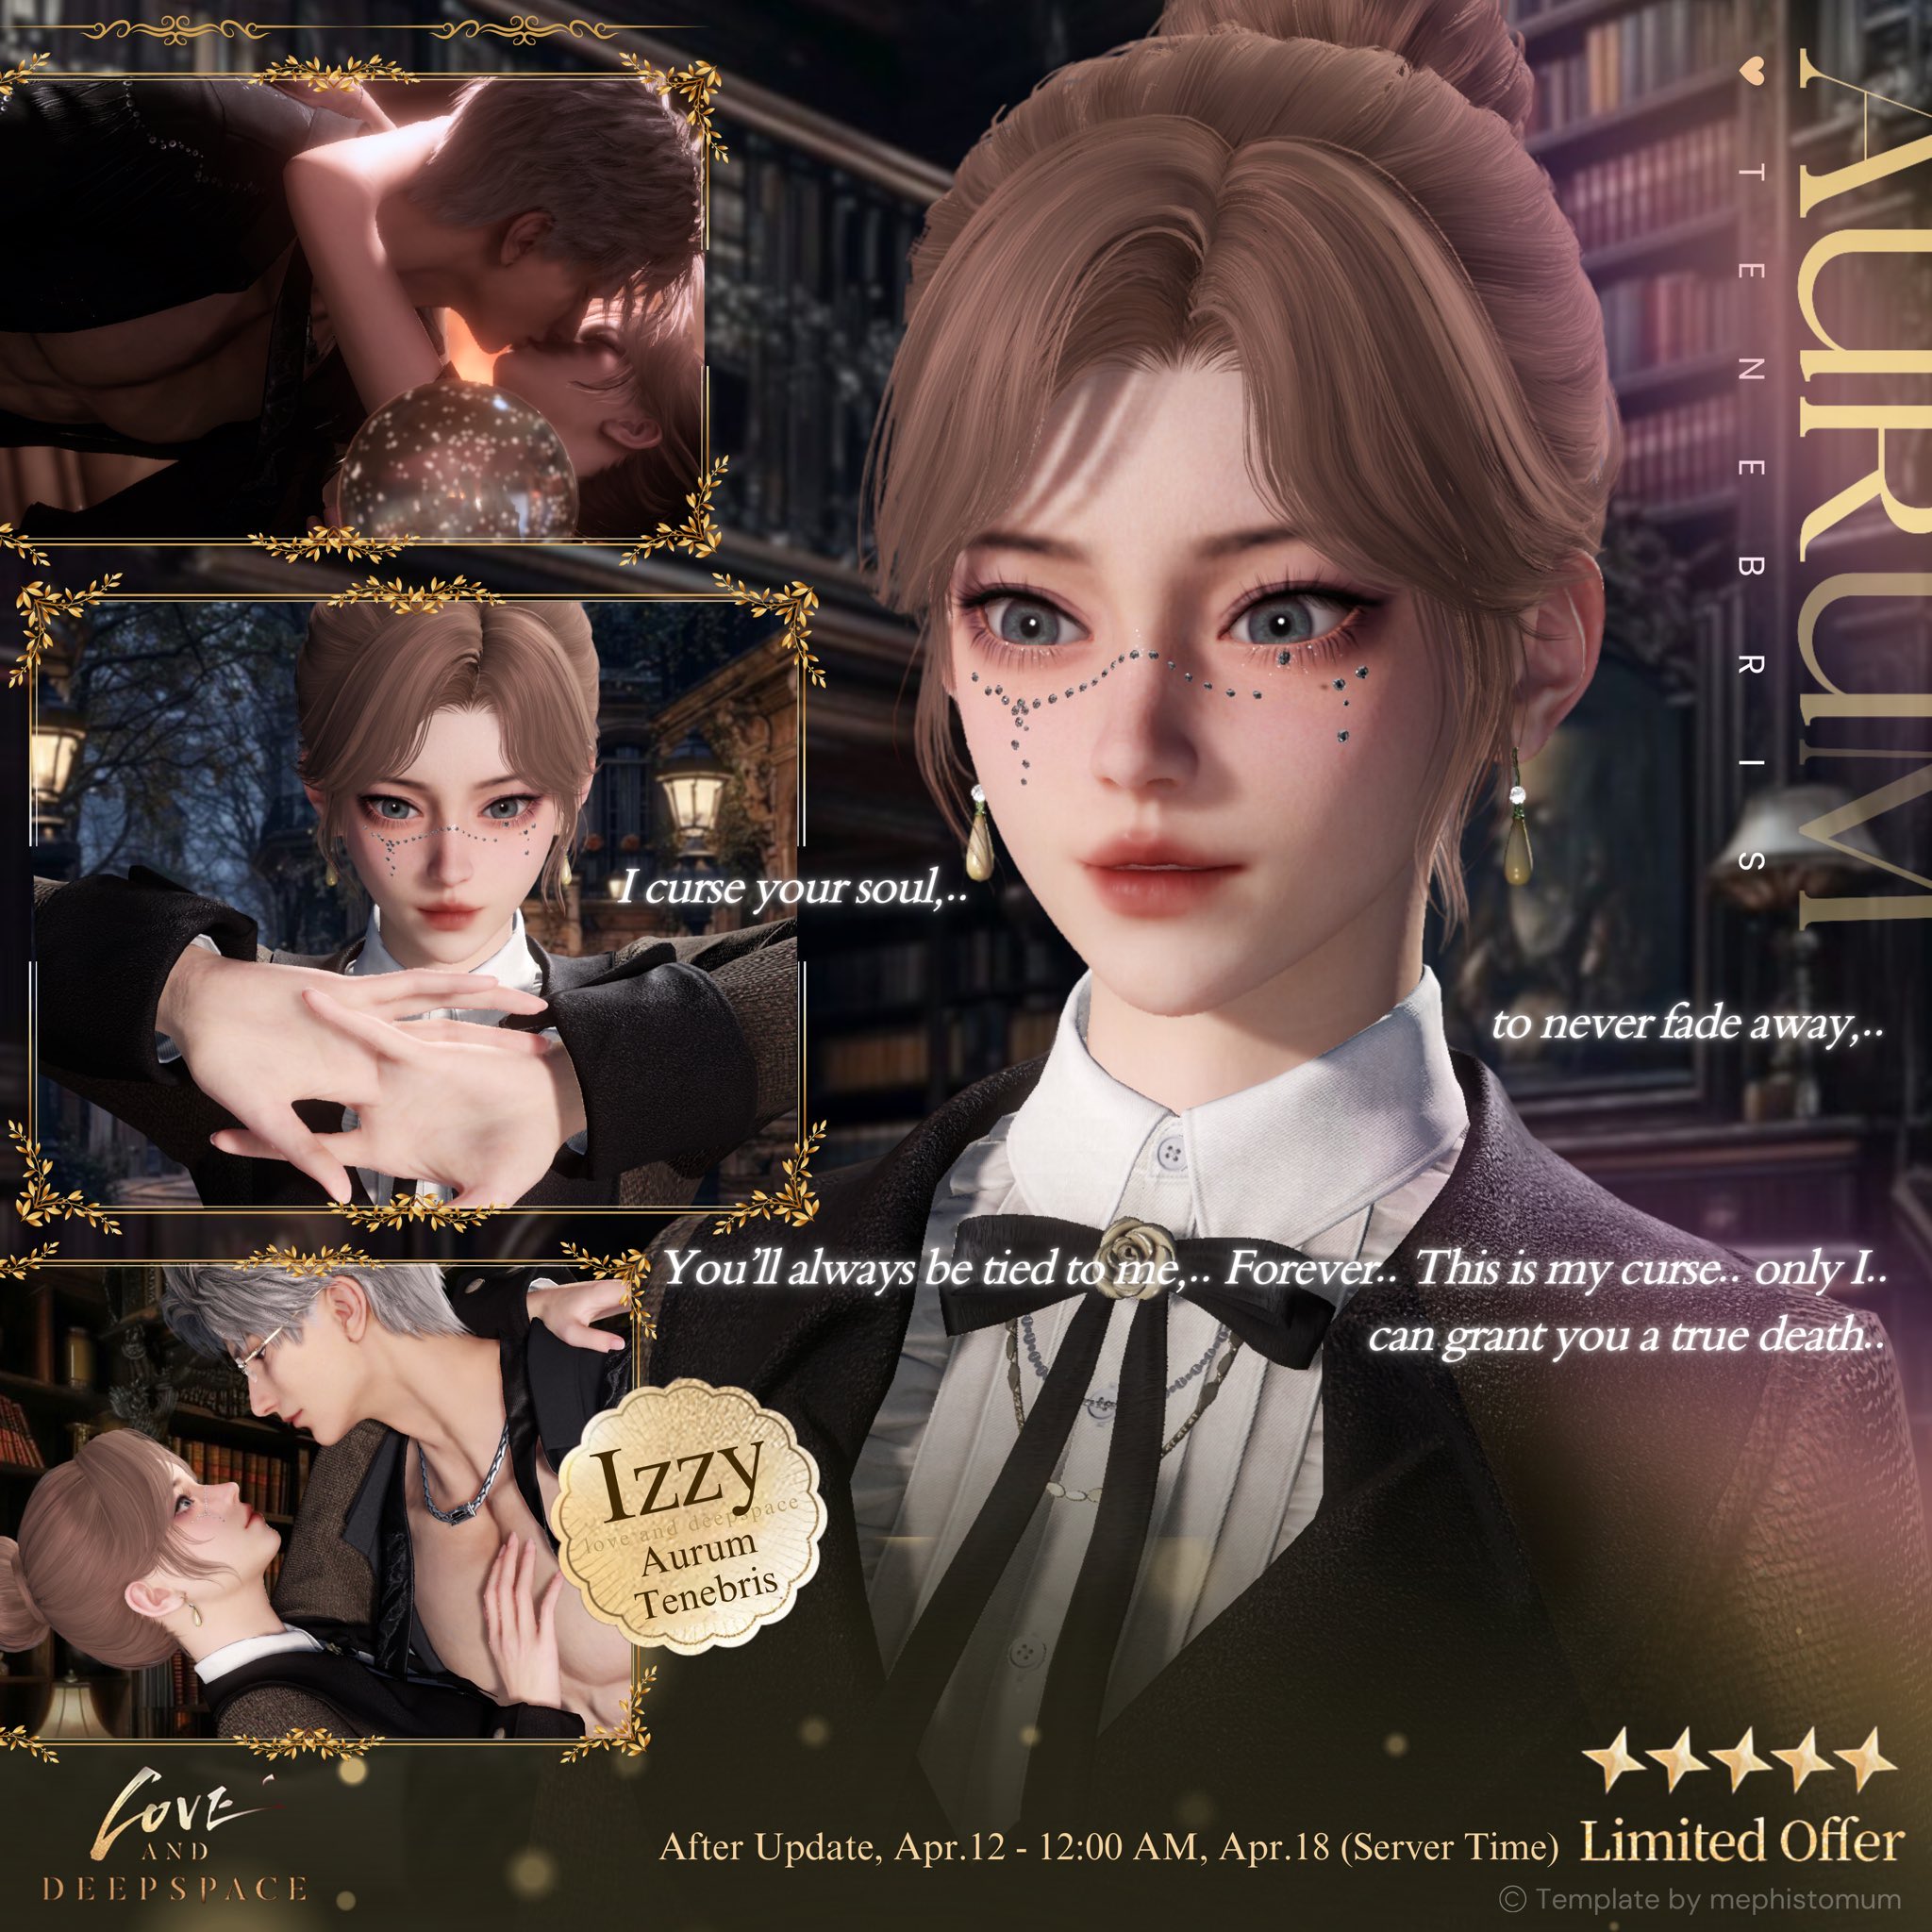 AURUM
TENEBRIS
I curse your soul,..
to never fade away,..
You'll always be tied to me,.. Forever.. This is my curse.. only I..
can grant you a true death..
Izzy
love and deepspace
Aurum
Tenebris
LOVE
AND
DEEPSPACE
After Update, Apr.12 - 12:00 AM, Apr.18 (Server Time)
Limited Offer
© Template by mephistomum